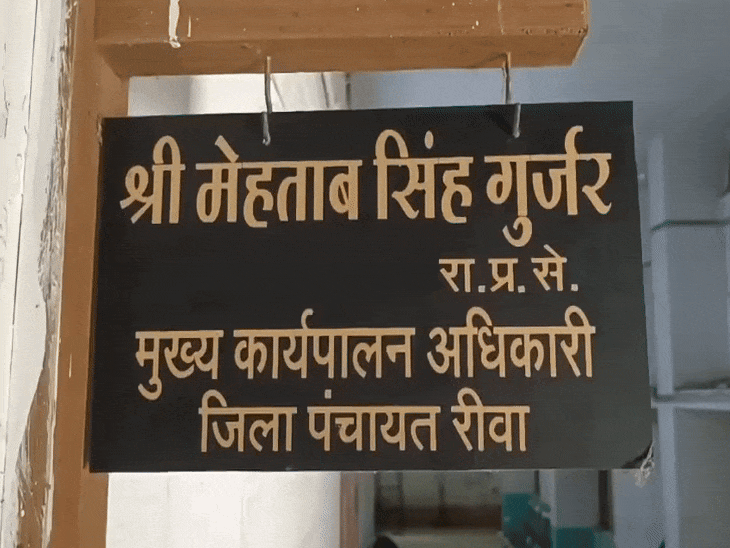 श्री मेहताब सिंह गुर्जर
रा.प्र.से.
मुख्य कार्यपालन अधिकारी
जिला पंचायत रीवा